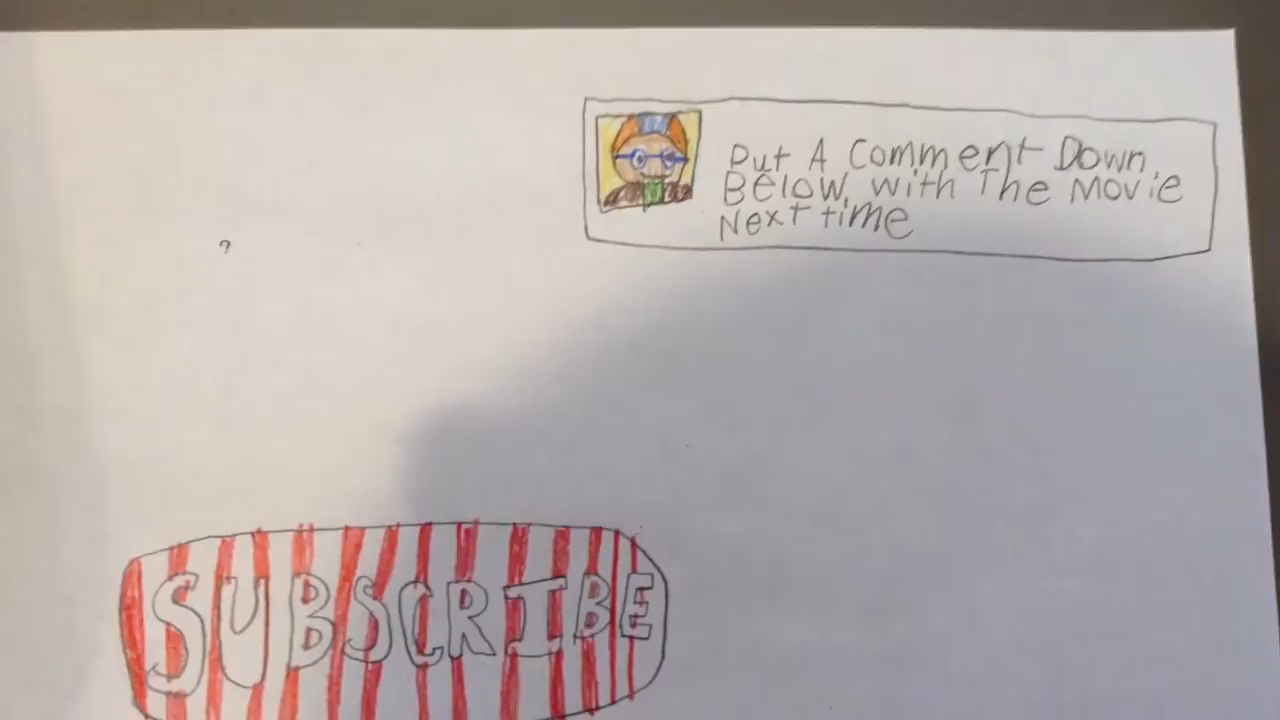 Put A Comment Down
Below, with The Movie
Next time
?
SUBSCRIBE